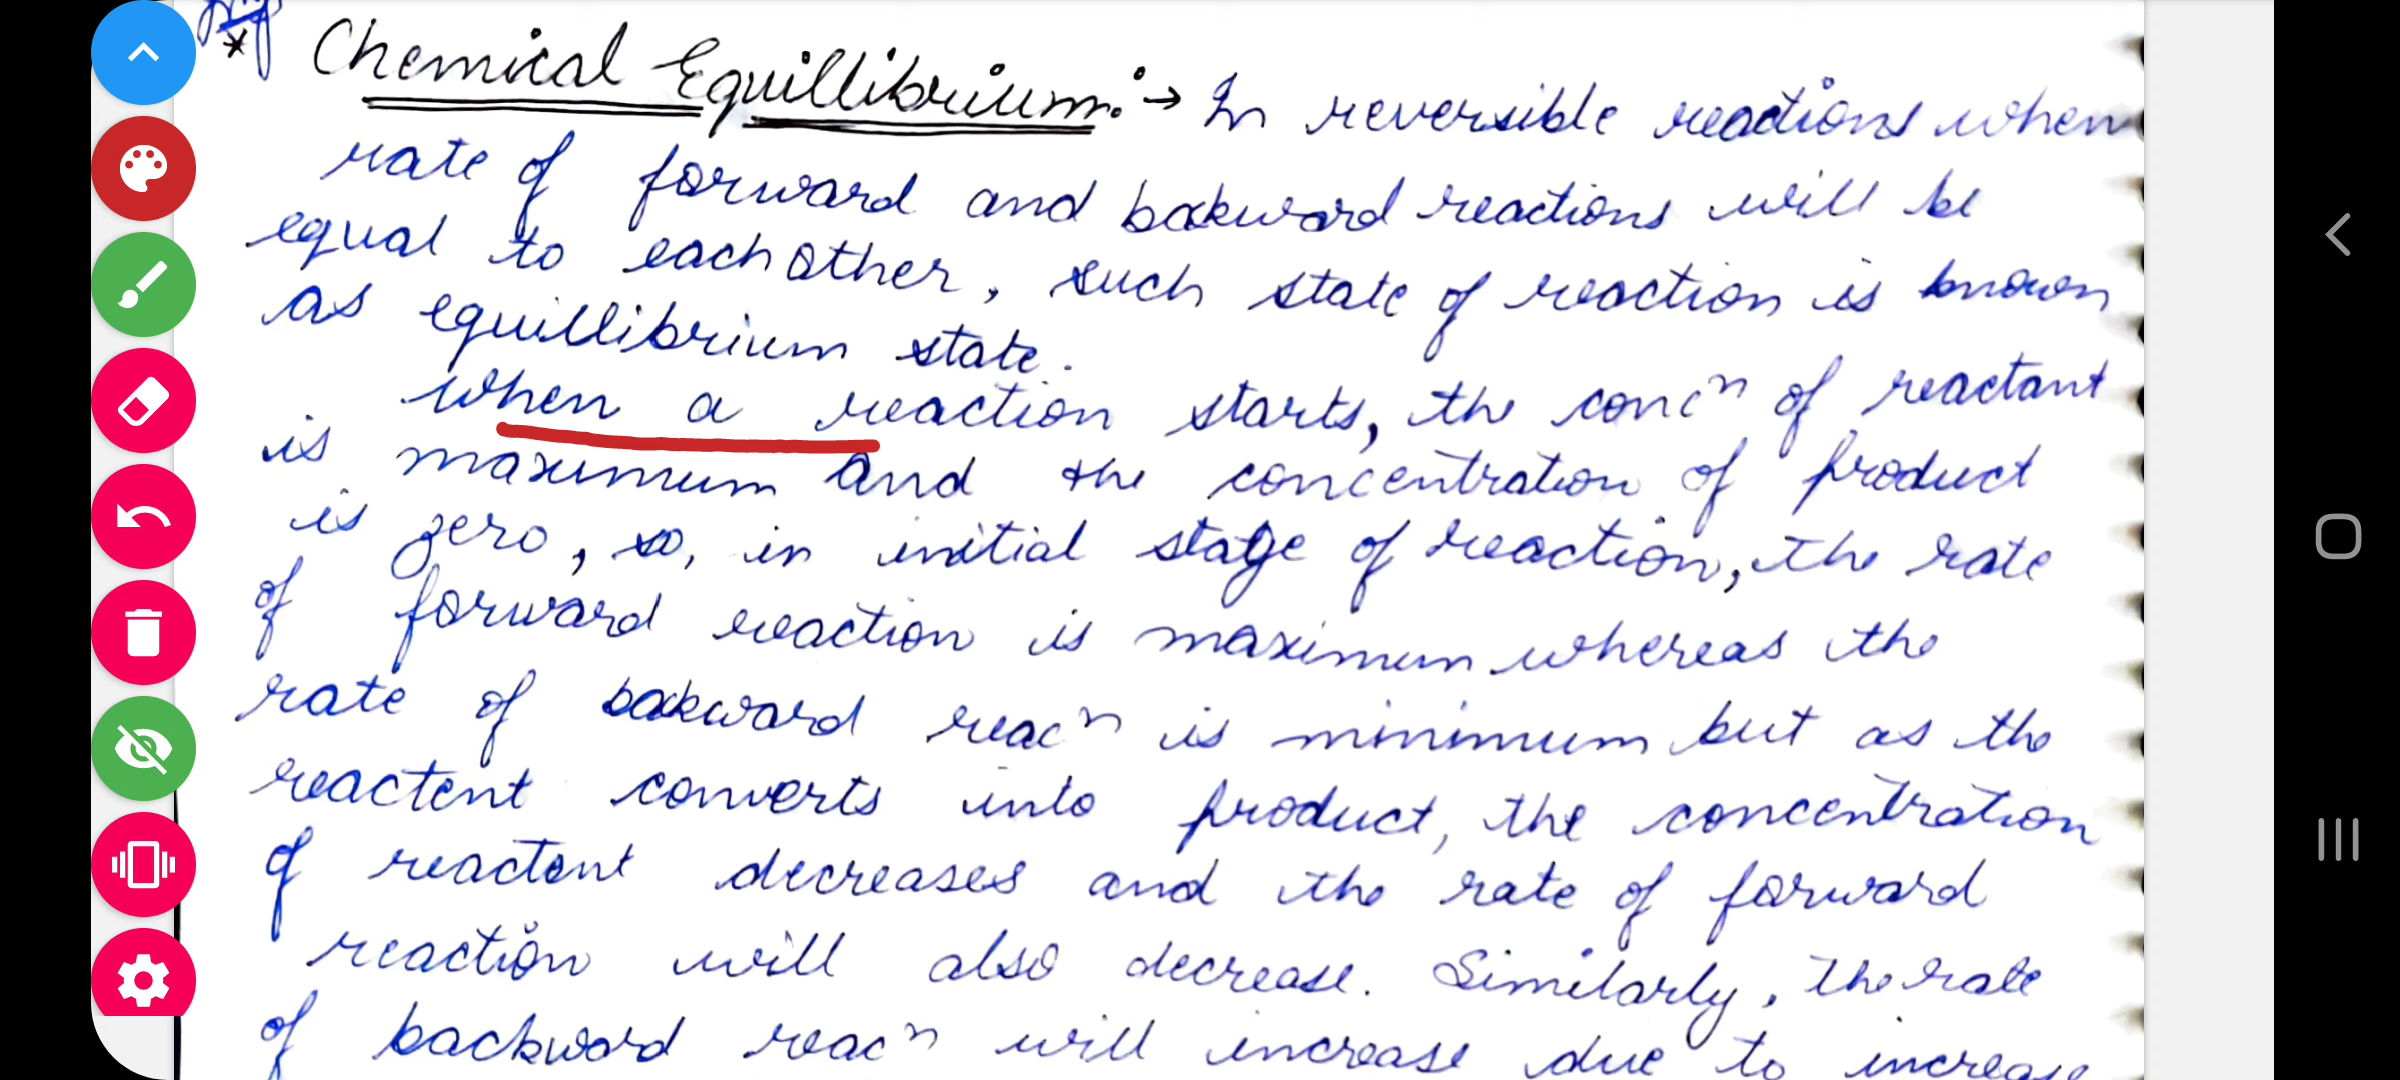 * Chemical Equillibrium :→ In reversible reactions when
rate of forward and backward reactions will be
equal to each other, such state of reaction is known
as equillibrium state.
when a reaction starts, the concⁿ of reactant
is maximum and the concentration of product
is zero, so, in initial stage of reaction, the rate
of forward reaction is maximum whereas the
rate of backward reacⁿ is minimum but as the
reactent converts into product, the concentration
of reactent decreases and the rate of forward
reaction will also decrease. Similarly, the rate
of backward reacⁿ will increase due to increase